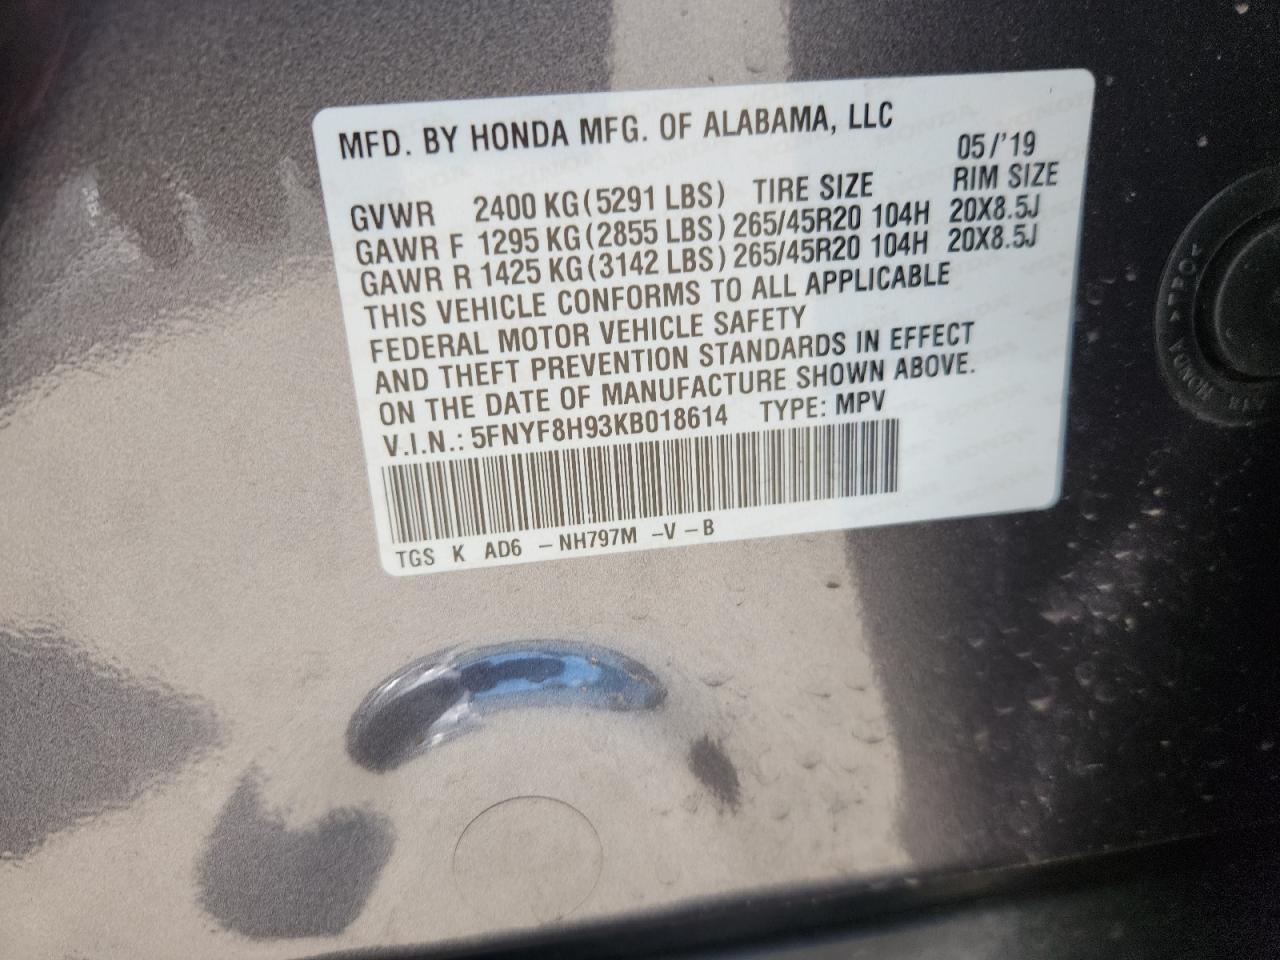 MFD. BY HONDA MFG. OF ALABAMA, LLC
05/'19
GVWR 2400 KG (5291 LBS) TIRE SIZE RIM SIZE
GAWR F 1295 KG (2855 LBS) 265/45R20 104H 20X8.5J
GAWR R 1425 KG (3142 LBS) 265/45R20 104H 20X8.5J
THIS VEHICLE CONFORMS TO ALL APPLICABLE
FEDERAL MOTOR VEHICLE SAFETY
AND THEFT PREVENTION STANDARDS IN EFFECT
ON THE DATE OF MANUFACTURE SHOWN ABOVE.
V.I.N.: 5FNYF8H93KB018614 TYPE: MPV
TGS K AD6 -NH797M -V-B
HONDA